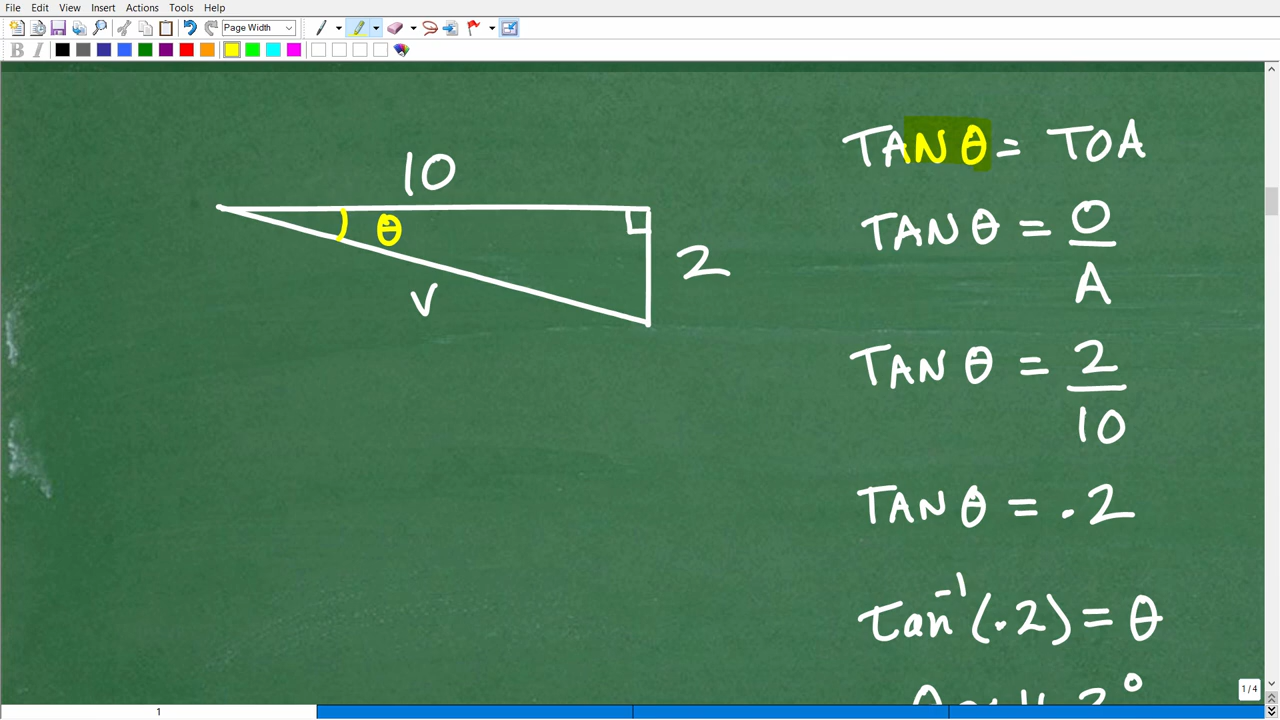 File Edit View Insert Actions Tools Help
Page Width
B I
10
θ
2
V
TAN θ = TOA
TAN θ = O
A
TAN θ = 2
10
TAN θ = .2
tan⁻¹(.2) = θ
1/4
1